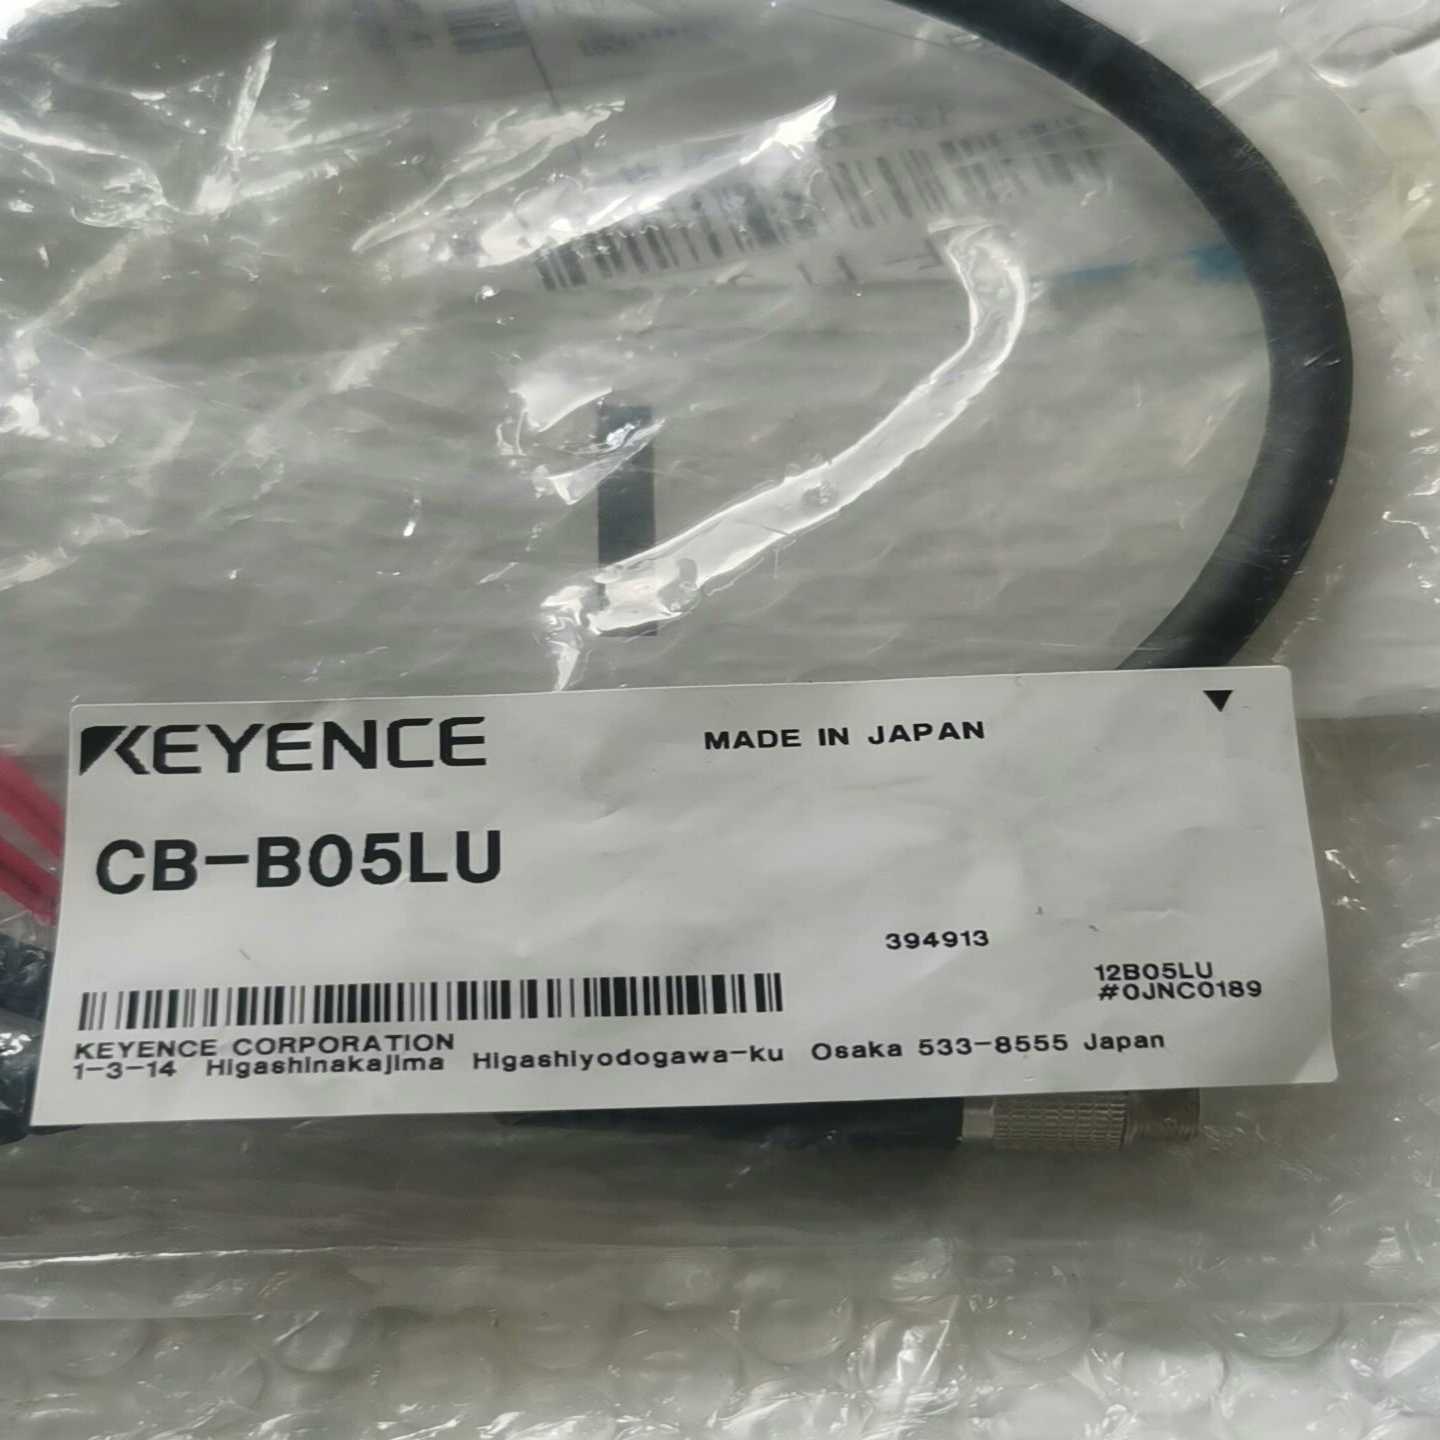 KEYENCE
MADE IN JAPAN
CB-B05LU
394913
12B05LU
#0JNC0189
KEYENCE CORPORATION
1-3-14 Higashinakajima Higashiyodogawa-ku Osaka 533-8555 Japan